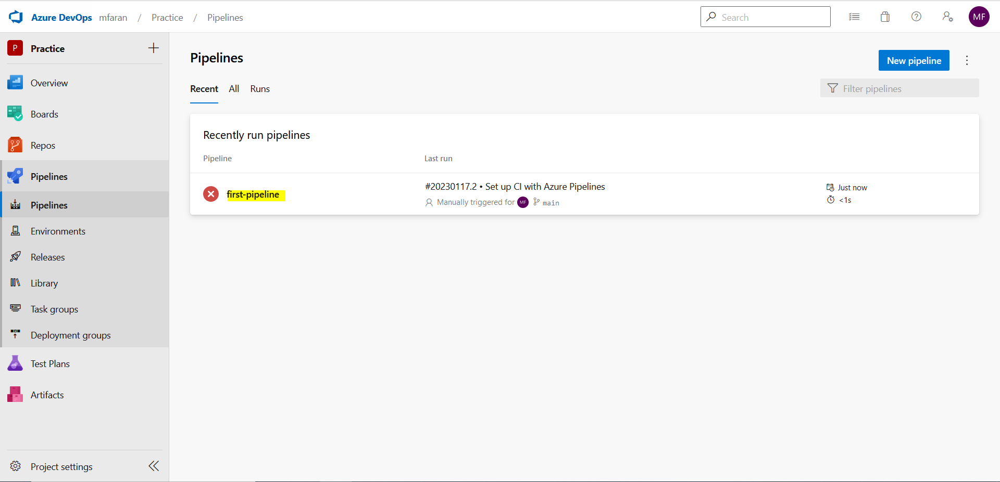 Azure DevOps mfaran / Practice / Pipelines
Search
MF
P Practice
Overview
Boards
Repos
Pipelines
Pipelines
Environments
Releases
Library
Task groups
Deployment groups
Test Plans
Artifacts
Project settings
Pipelines
New pipeline
Recent All Runs
Filter pipelines
Recently run pipelines
Pipeline Last run
first-pipeline
#20230117.2 • Set up CI with Azure Pipelines
Manually triggered for MF main
Just now
<1s